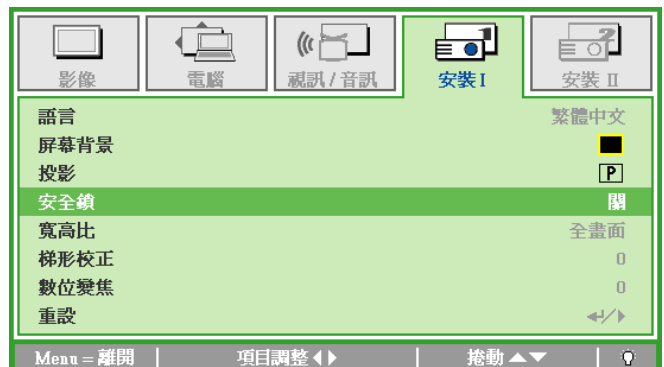 影像 電腦 視訊 / 音訊 安裝 I 安裝 II
語言 繁體中文
屏幕背景
投影 P
安全鎖 關
寬高比 全畫面
梯形校正 0
數位變焦 0
重設
Menu = 離開 項目調整 捲動